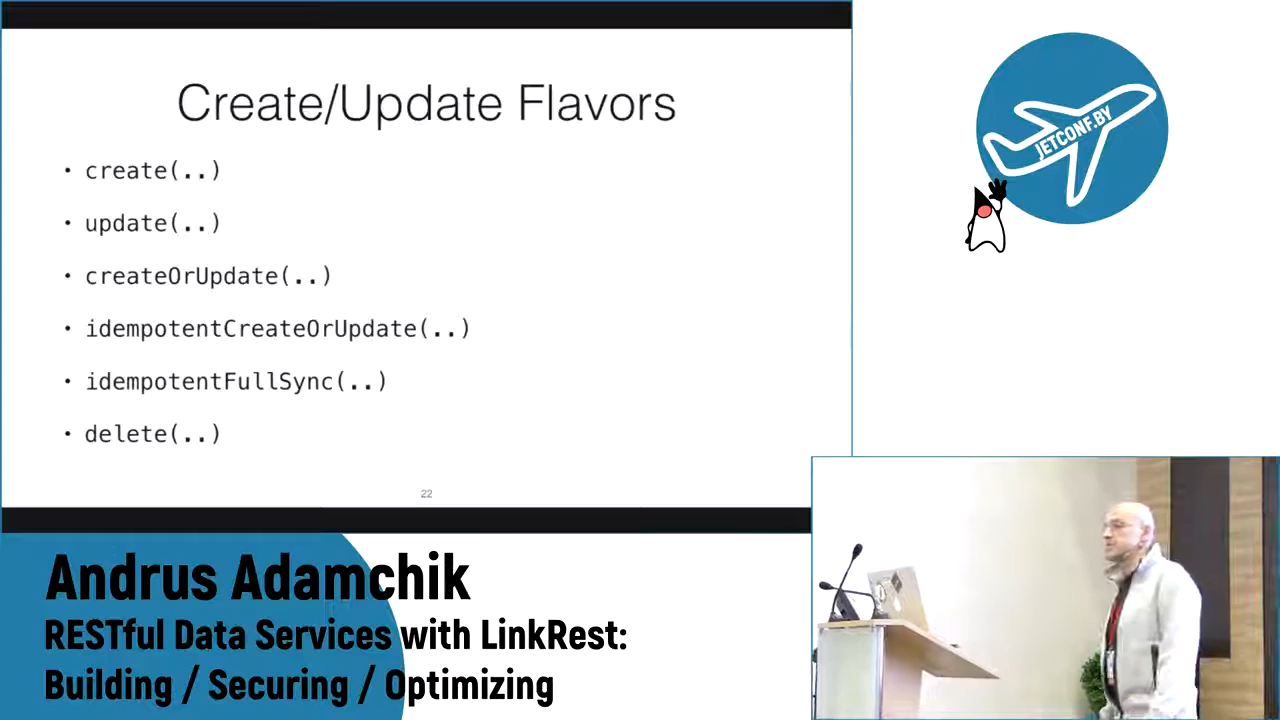 Create/Update Flavors
• create(..)
• update(..)
• createOrUpdate(..)
• idempotentCreateOrUpdate(..)
• idempotentFullSync(..)
• delete(..)
22
JETCONF.BY
Andrus Adamchik
RESTful Data Services with LinkRest:
Building / Securing / Optimizing